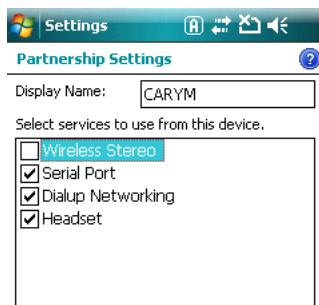 Settings
A
Partnership Settings
?
Display Name: CARYM
Select services to use from this device.
Wireless Stereo
Serial Port
Dialup Networking
Headset